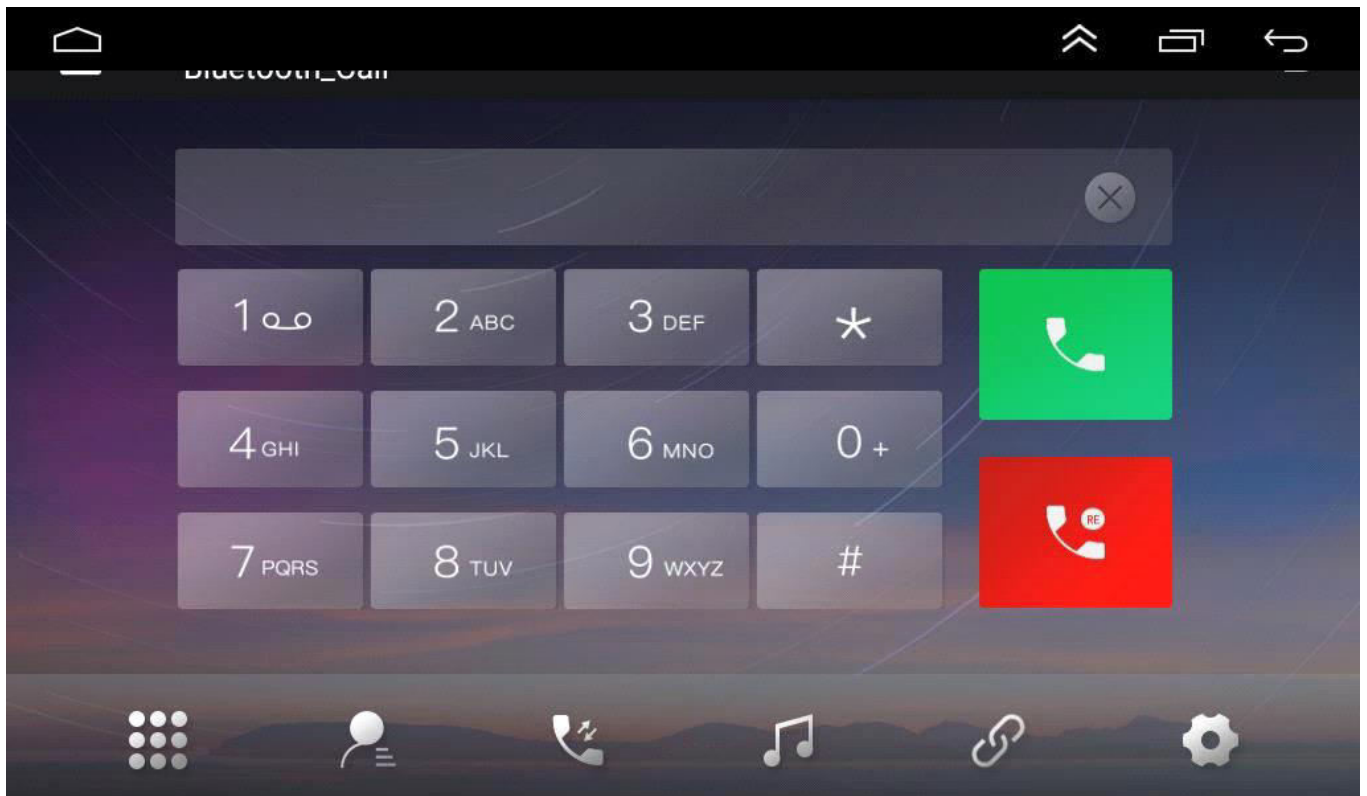 Bluetooth_Call
1
2 ABC
3 DEF
*
4 GHI
5 JKL
6 MNO
0 +
RE
7 PQRS
8 TUV
9 WXYZ
#